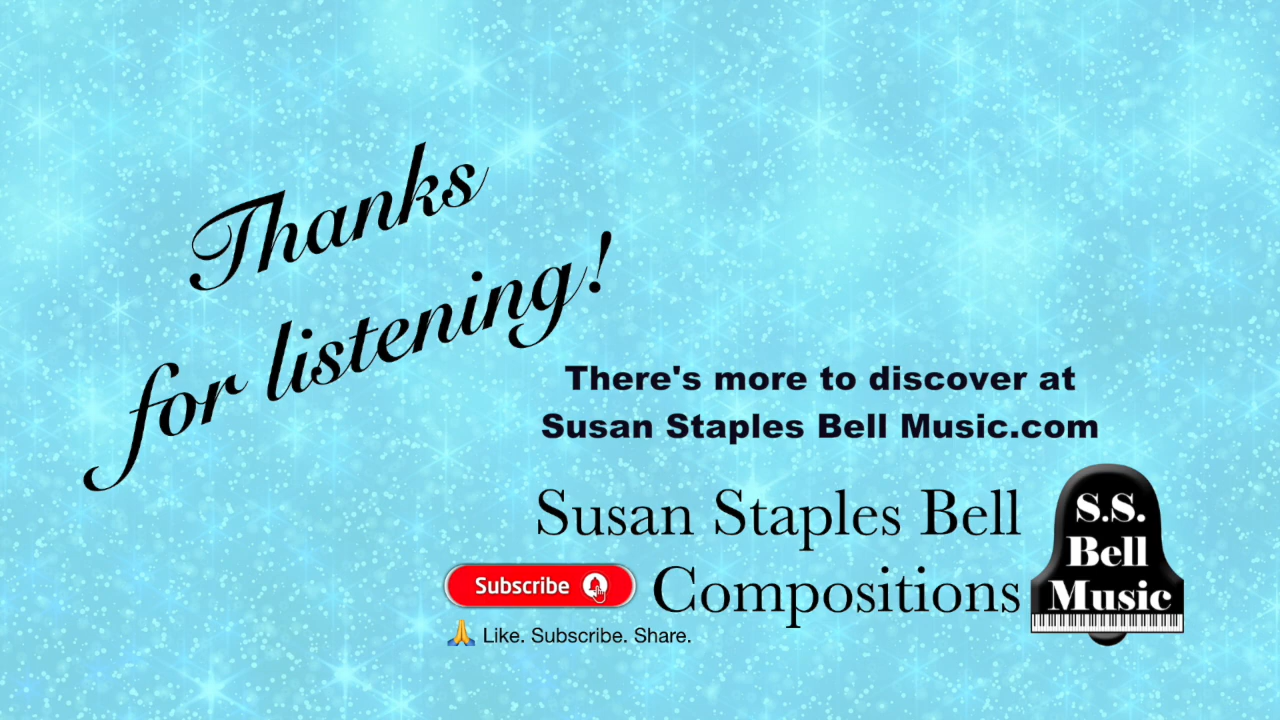 Thanks
for listening!
There's more to discover at
Susan Staples Bell Music.com
Susan Staples Bell
Compositions
S.S.
Bell
Music
Subscribe
🙏 Like. Subscribe. Share.